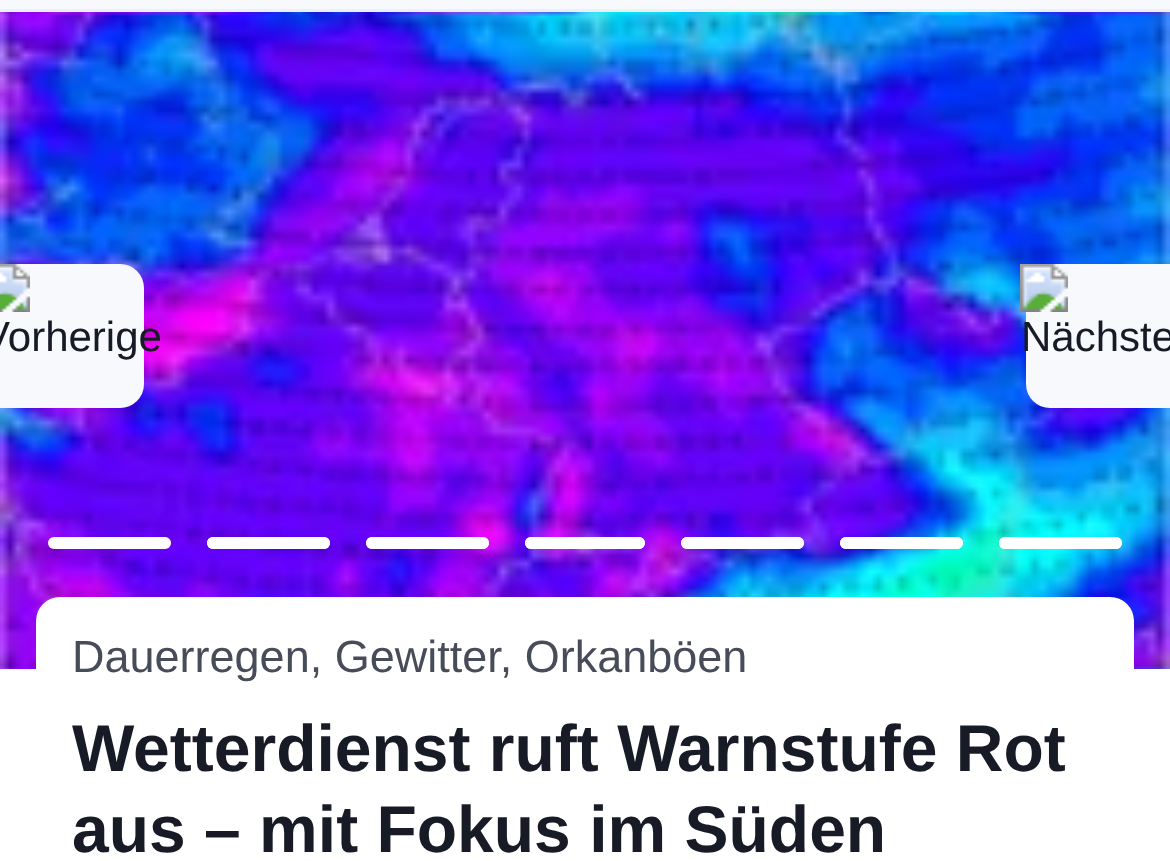 Vorherige
Nächste
Dauerregen, Gewitter, Orkanböen
Wetterdienst ruft Warnstufe Rot
aus – mit Fokus im Süden